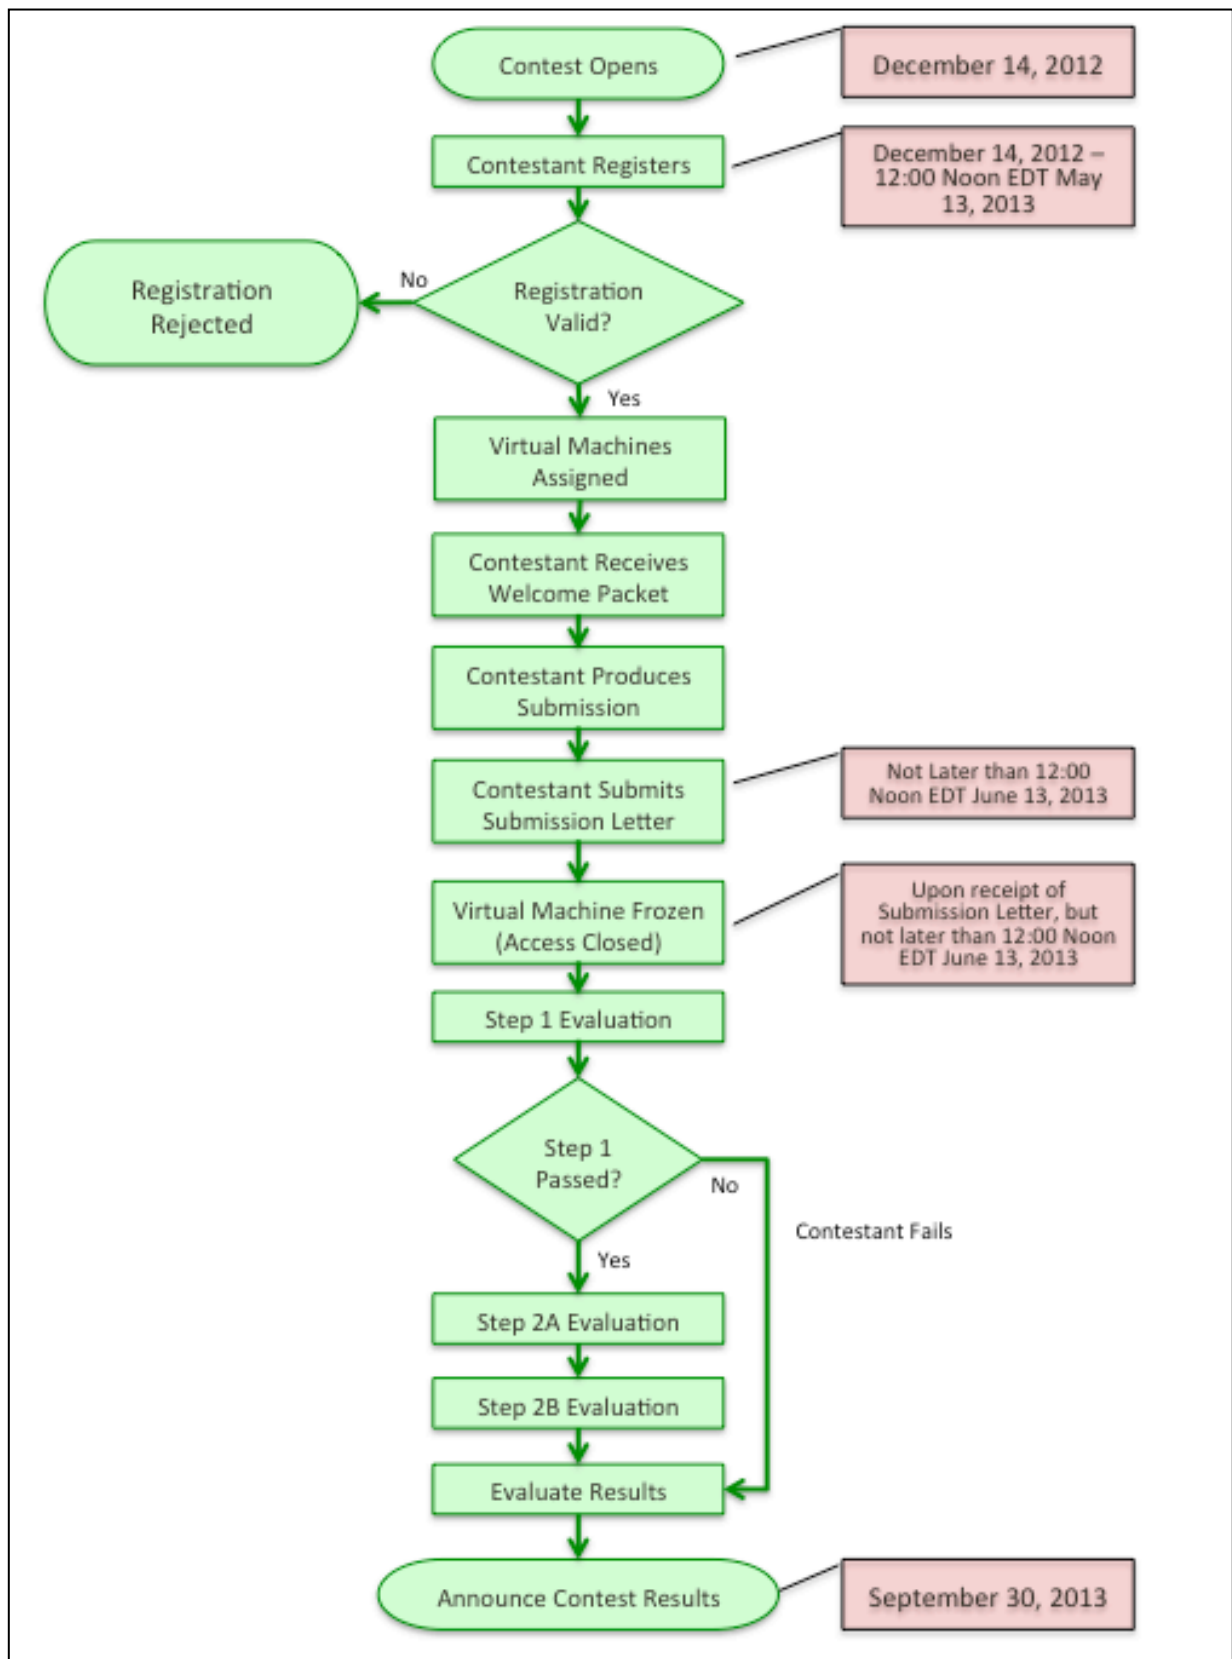 Contest Opens
December 14, 2012
Contestant Registers
December 14, 2012 –
12:00 Noon EDT May
13, 2013
No
Registration
Rejected
Registration
Valid?
Yes
Virtual Machines
Assigned
Contestant Receives
Welcome Packet
Contestant Produces
Submission
Contestant Submits
Submission Letter
Not Later than 12:00
Noon EDT June 13, 2013
Virtual Machine Frozen
(Access Closed)
Upon receipt of
Submission Letter, but
not later than 12:00 Noon
EDT June 13, 2013
Step 1 Evaluation
Step 1
Passed?
No
Contestant Fails
Yes
Step 2A Evaluation
Step 2B Evaluation
Evaluate Results
Announce Contest Results
September 30, 2013